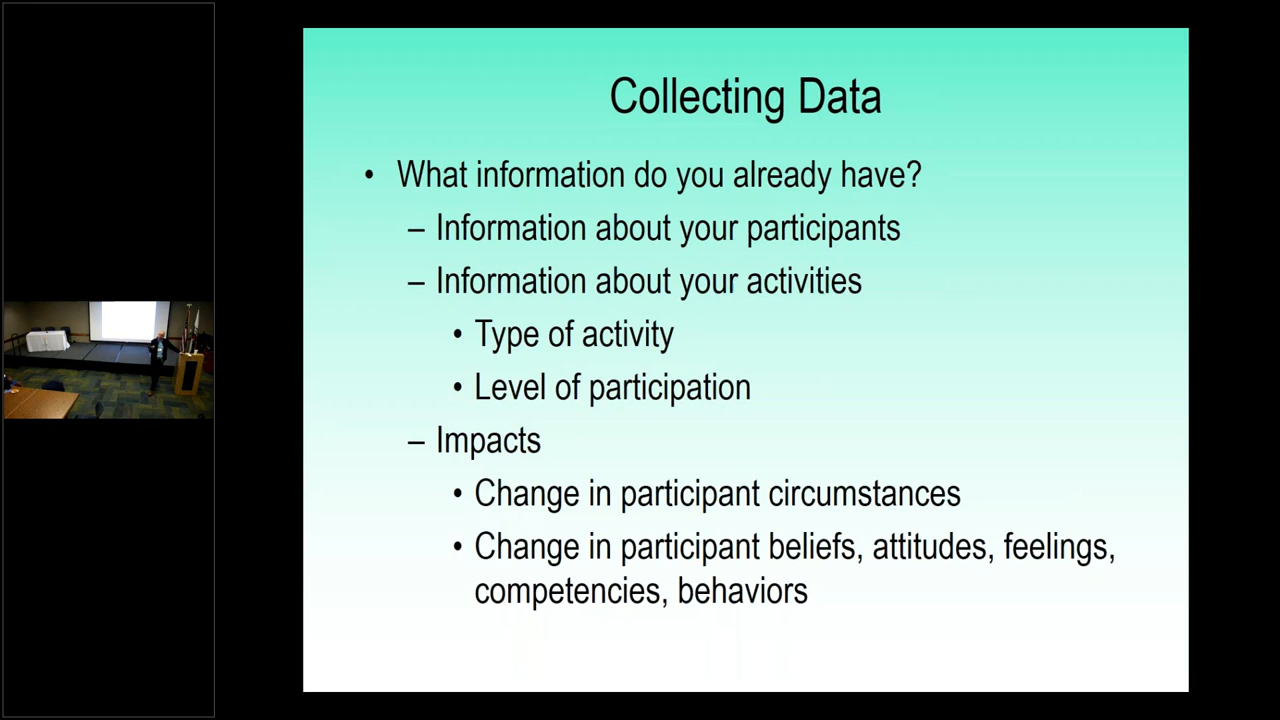 Collecting Data
• What information do you already have?
– Information about your participants
– Information about your activities
• Type of activity
• Level of participation
– Impacts
• Change in participant circumstances
• Change in participant beliefs, attitudes, feelings,
competencies, behaviors